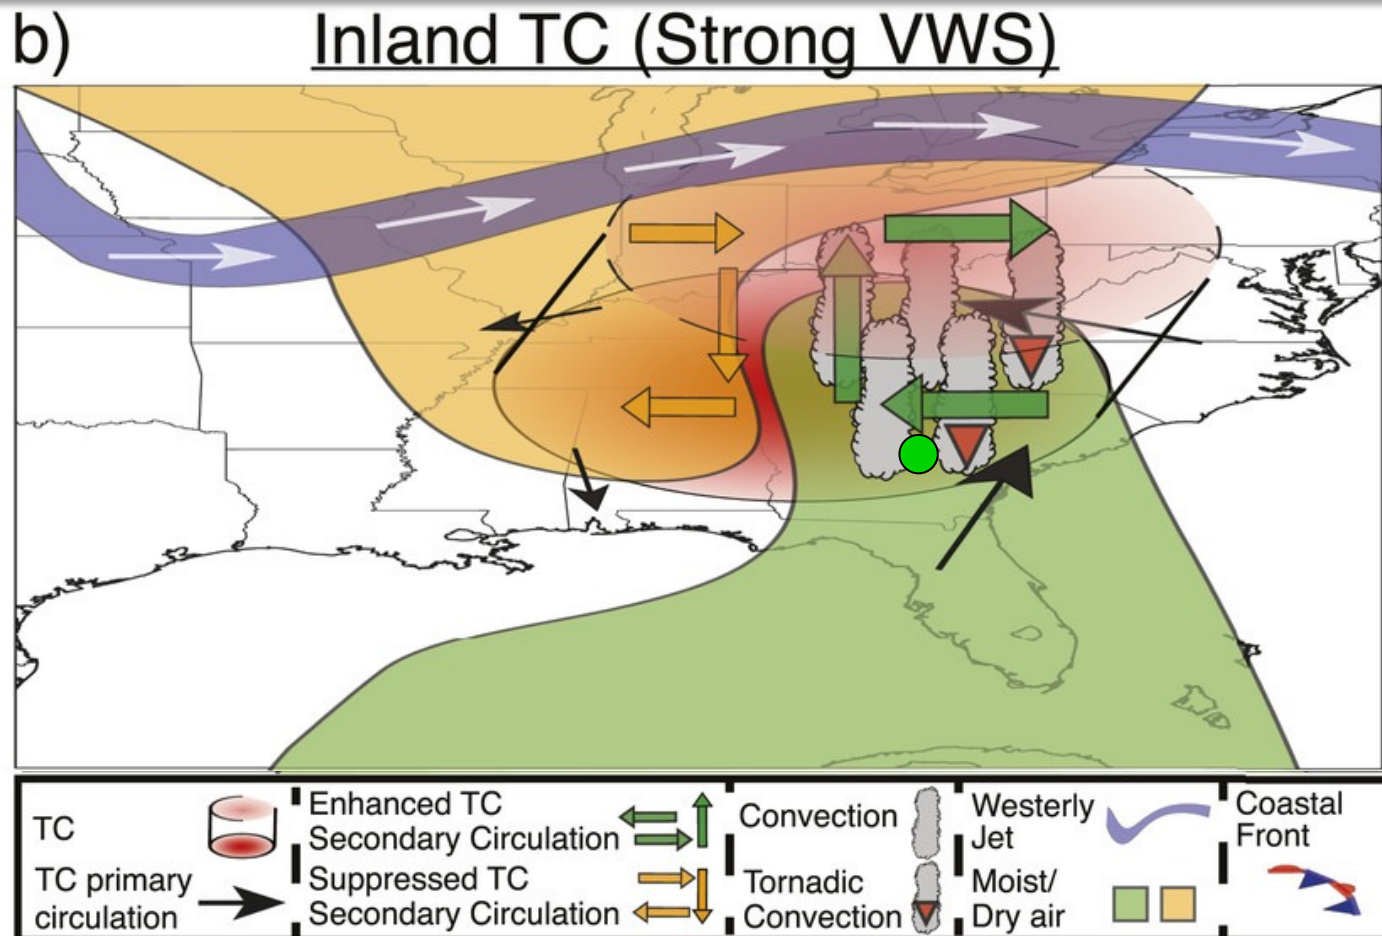 b) Inland TC (Strong VWS)
TC
TC primary
circulation
Enhanced TC
Secondary Circulation
Suppressed TC
Secondary Circulation
Convection
Tornadic
Convection
Westerly
Jet
Moist/
Dry air
Coastal
Front